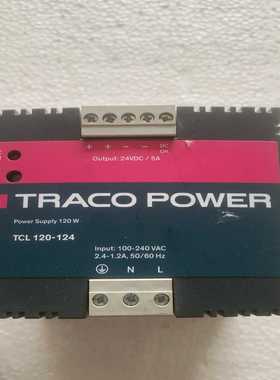 + + − − DC OK
Output: 24VDC / 5A
TRACO POWER
Power Supply 120 W
TCL 120-124
Input: 100-240 VAC
2.4-1.2A, 50/60 Hz
N L